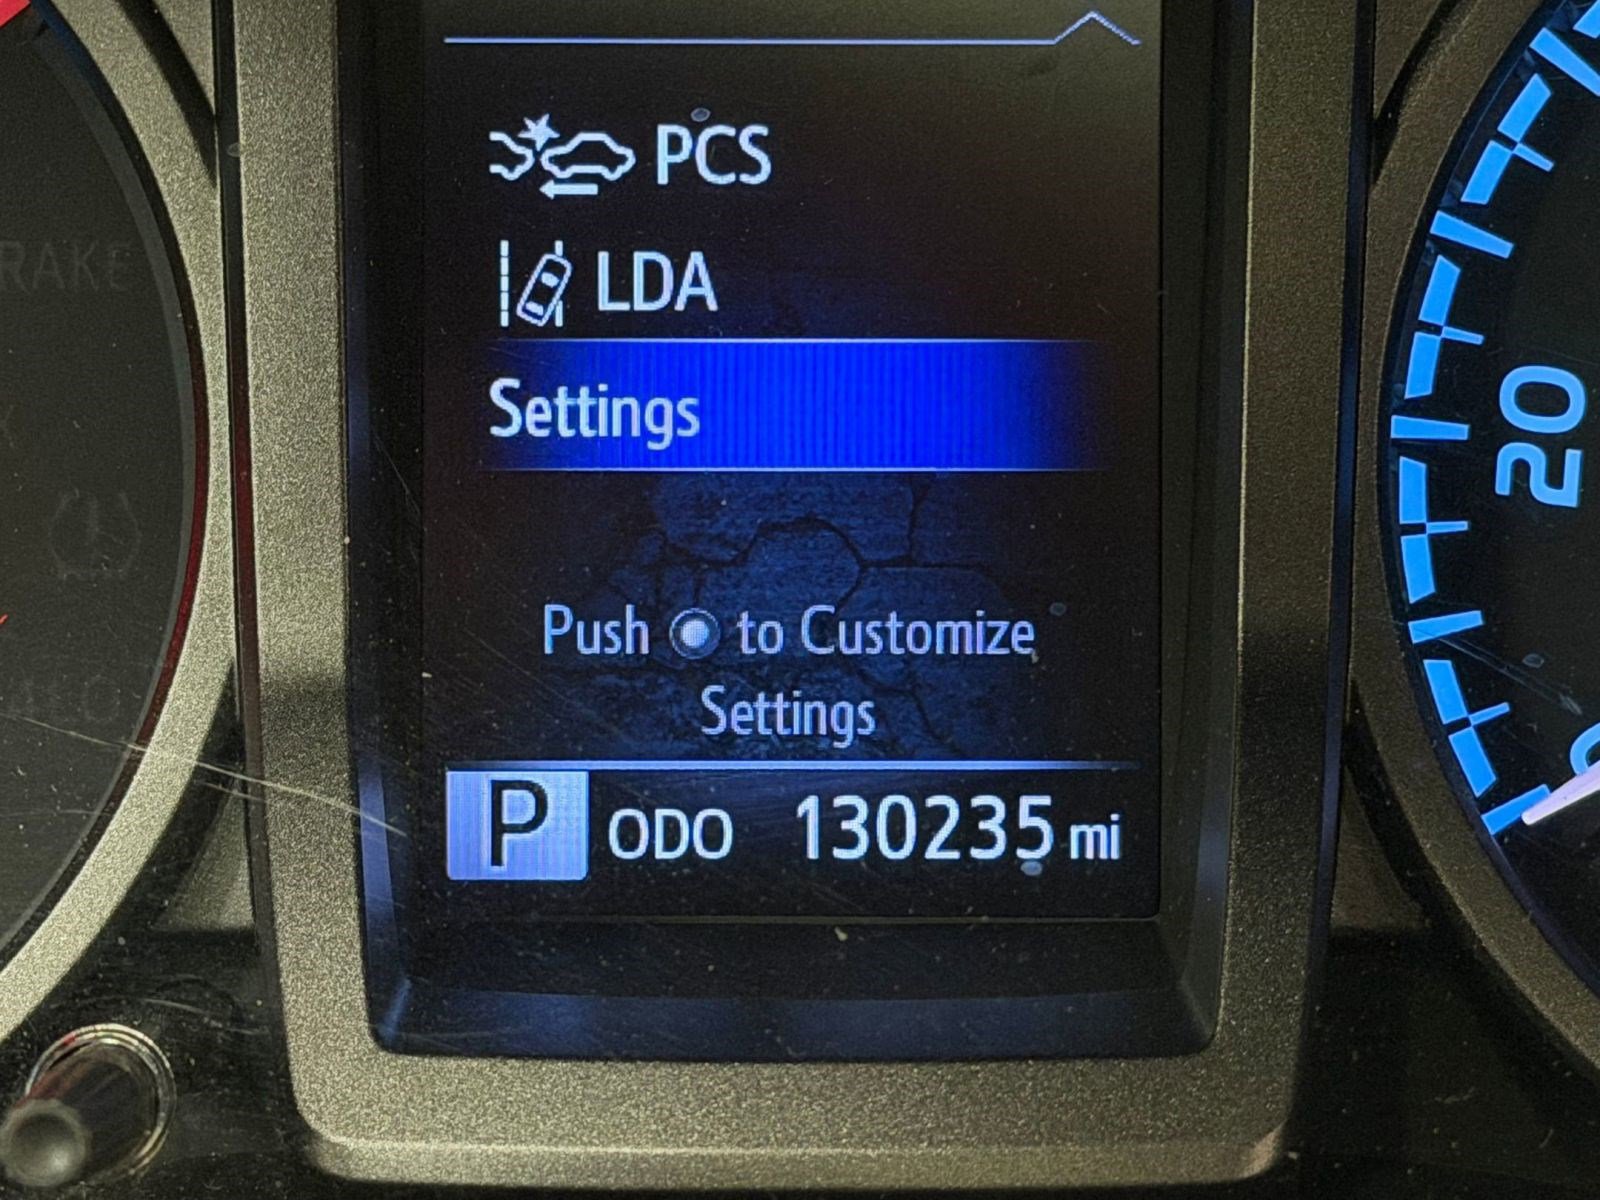 PCS
LDA
Settings
Push to Customize
Settings
P ODO 130235 mi
20